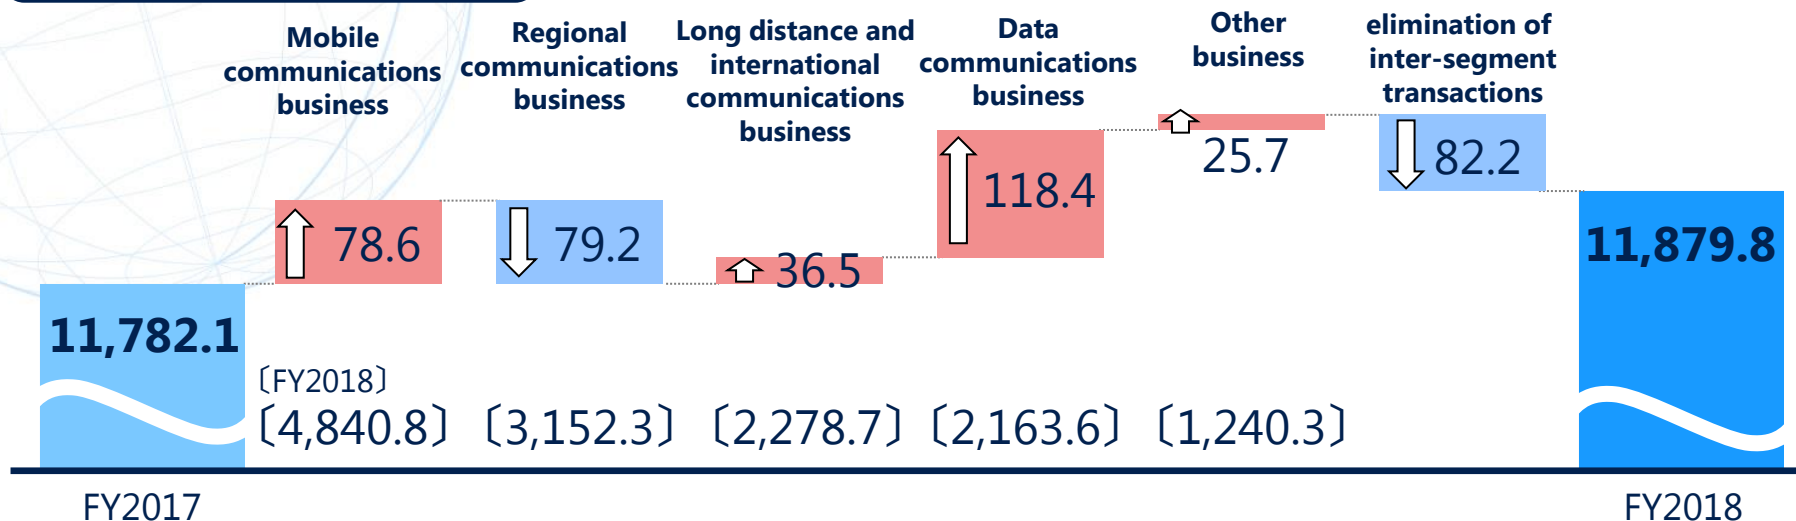 Mobile
communications
business
Regional
communications
business
Long distance and
international
communications
business
Data
communications
business
Other
business
elimination of
inter-segment
transactions
78.6
79.2
36.5
118.4
25.7
82.2
11,782.1
11,879.8
〔FY2018〕
〔4,840.8〕 〔3,152.3〕 〔2,278.7〕 〔2,163.6〕 〔1,240.3〕
FY2017
FY2018